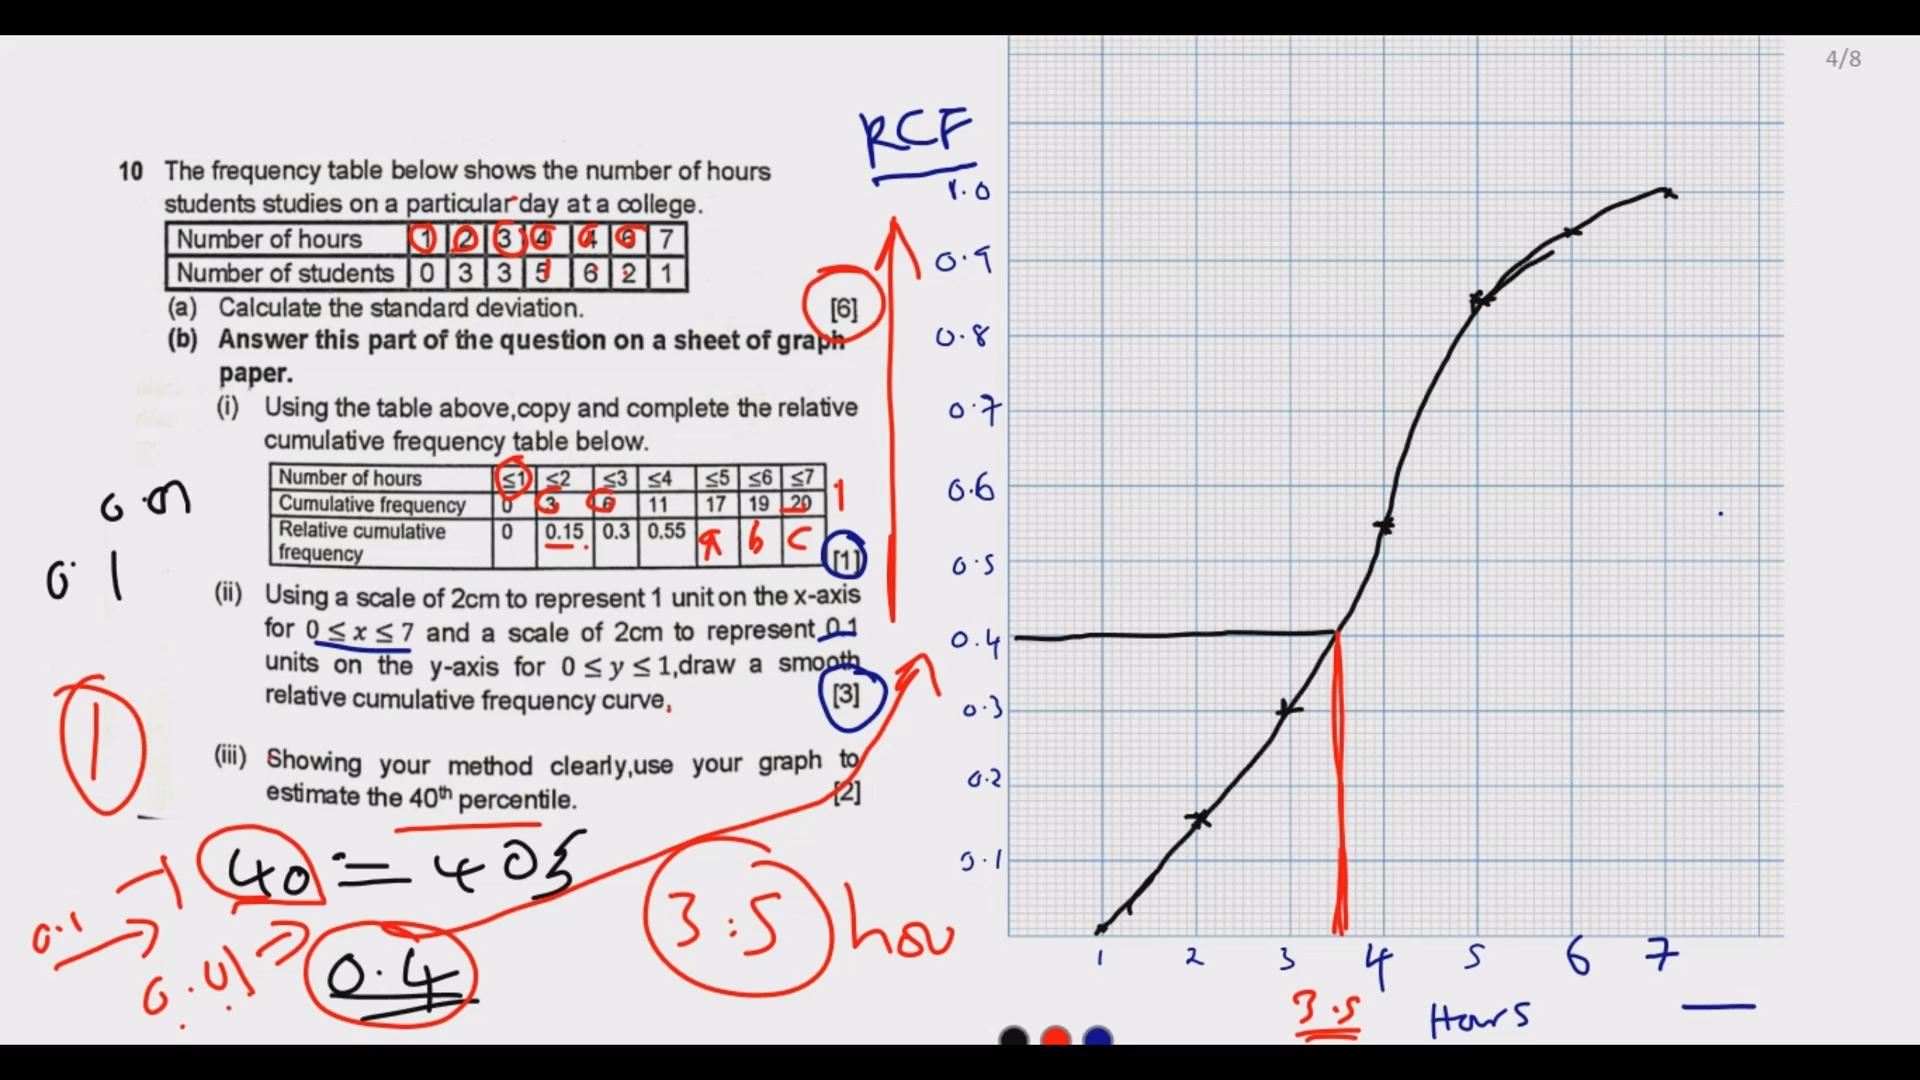 4/8
RCF
10 The frequency table below shows the number of hours
students studies on a particular day at a college.
Number of hours 1 2 3 4 4 6 7
Number of students 0 3 3 5 6 2 1
(a) Calculate the standard deviation. [6]
(b) Answer this part of the question on a sheet of graph
paper.
(i) Using the table above,copy and complete the relative
cumulative frequency table below.
Number of hours ≤1 ≤2 ≤3 ≤4 ≤5 ≤6 ≤7
Cumulative frequency 0 3 6 11 17 19 20 1
Relative cumulative 0 0.15 0.3 0.55 a b c
frequency [1]
(ii) Using a scale of 2cm to represent 1 unit on the x-axis
for 0 ≤ x ≤ 7 and a scale of 2cm to represent 0.1
units on the y-axis for 0 ≤ y ≤ 1,draw a smooth
relative cumulative frequency curve. [3]
(iii) Showing your method clearly,use your graph to
estimate the 40th percentile. [2]
0.1
1
40 = 40
0.1
0.01
0.4
3.5 hou
1.0
0.9
0.8
0.7
0.6
0.5
0.4
0.3
0.2
0.1
1 2 3 4 5 6 7
3.5 Hours